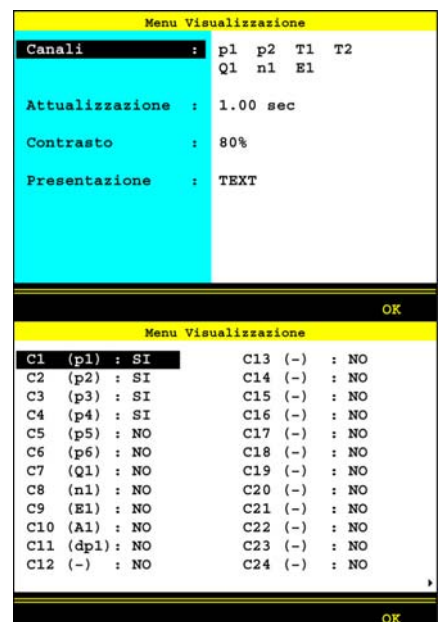 Menu Visualizzazione
Canali : p1 p2 T1 T2
Q1 n1 E1
Attualizzazione : 1.00 sec
Contrasto : 80%
Presentazione : TEXT
OK
Menu Visualizzazione
C1 (p1) : SI C13 (-) : NO
C2 (p2) : SI C14 (-) : NO
C3 (p3) : SI C15 (-) : NO
C4 (p4) : SI C16 (-) : NO
C5 (p5) : NO C17 (-) : NO
C6 (p6) : NO C18 (-) : NO
C7 (Q1) : NO C19 (-) : NO
C8 (n1) : NO C20 (-) : NO
C9 (E1) : NO C21 (-) : NO
C10 (A1) : NO C22 (-) : NO
C11 (dp1): NO C23 (-) : NO
C12 (-) : NO C24 (-) : NO
OK